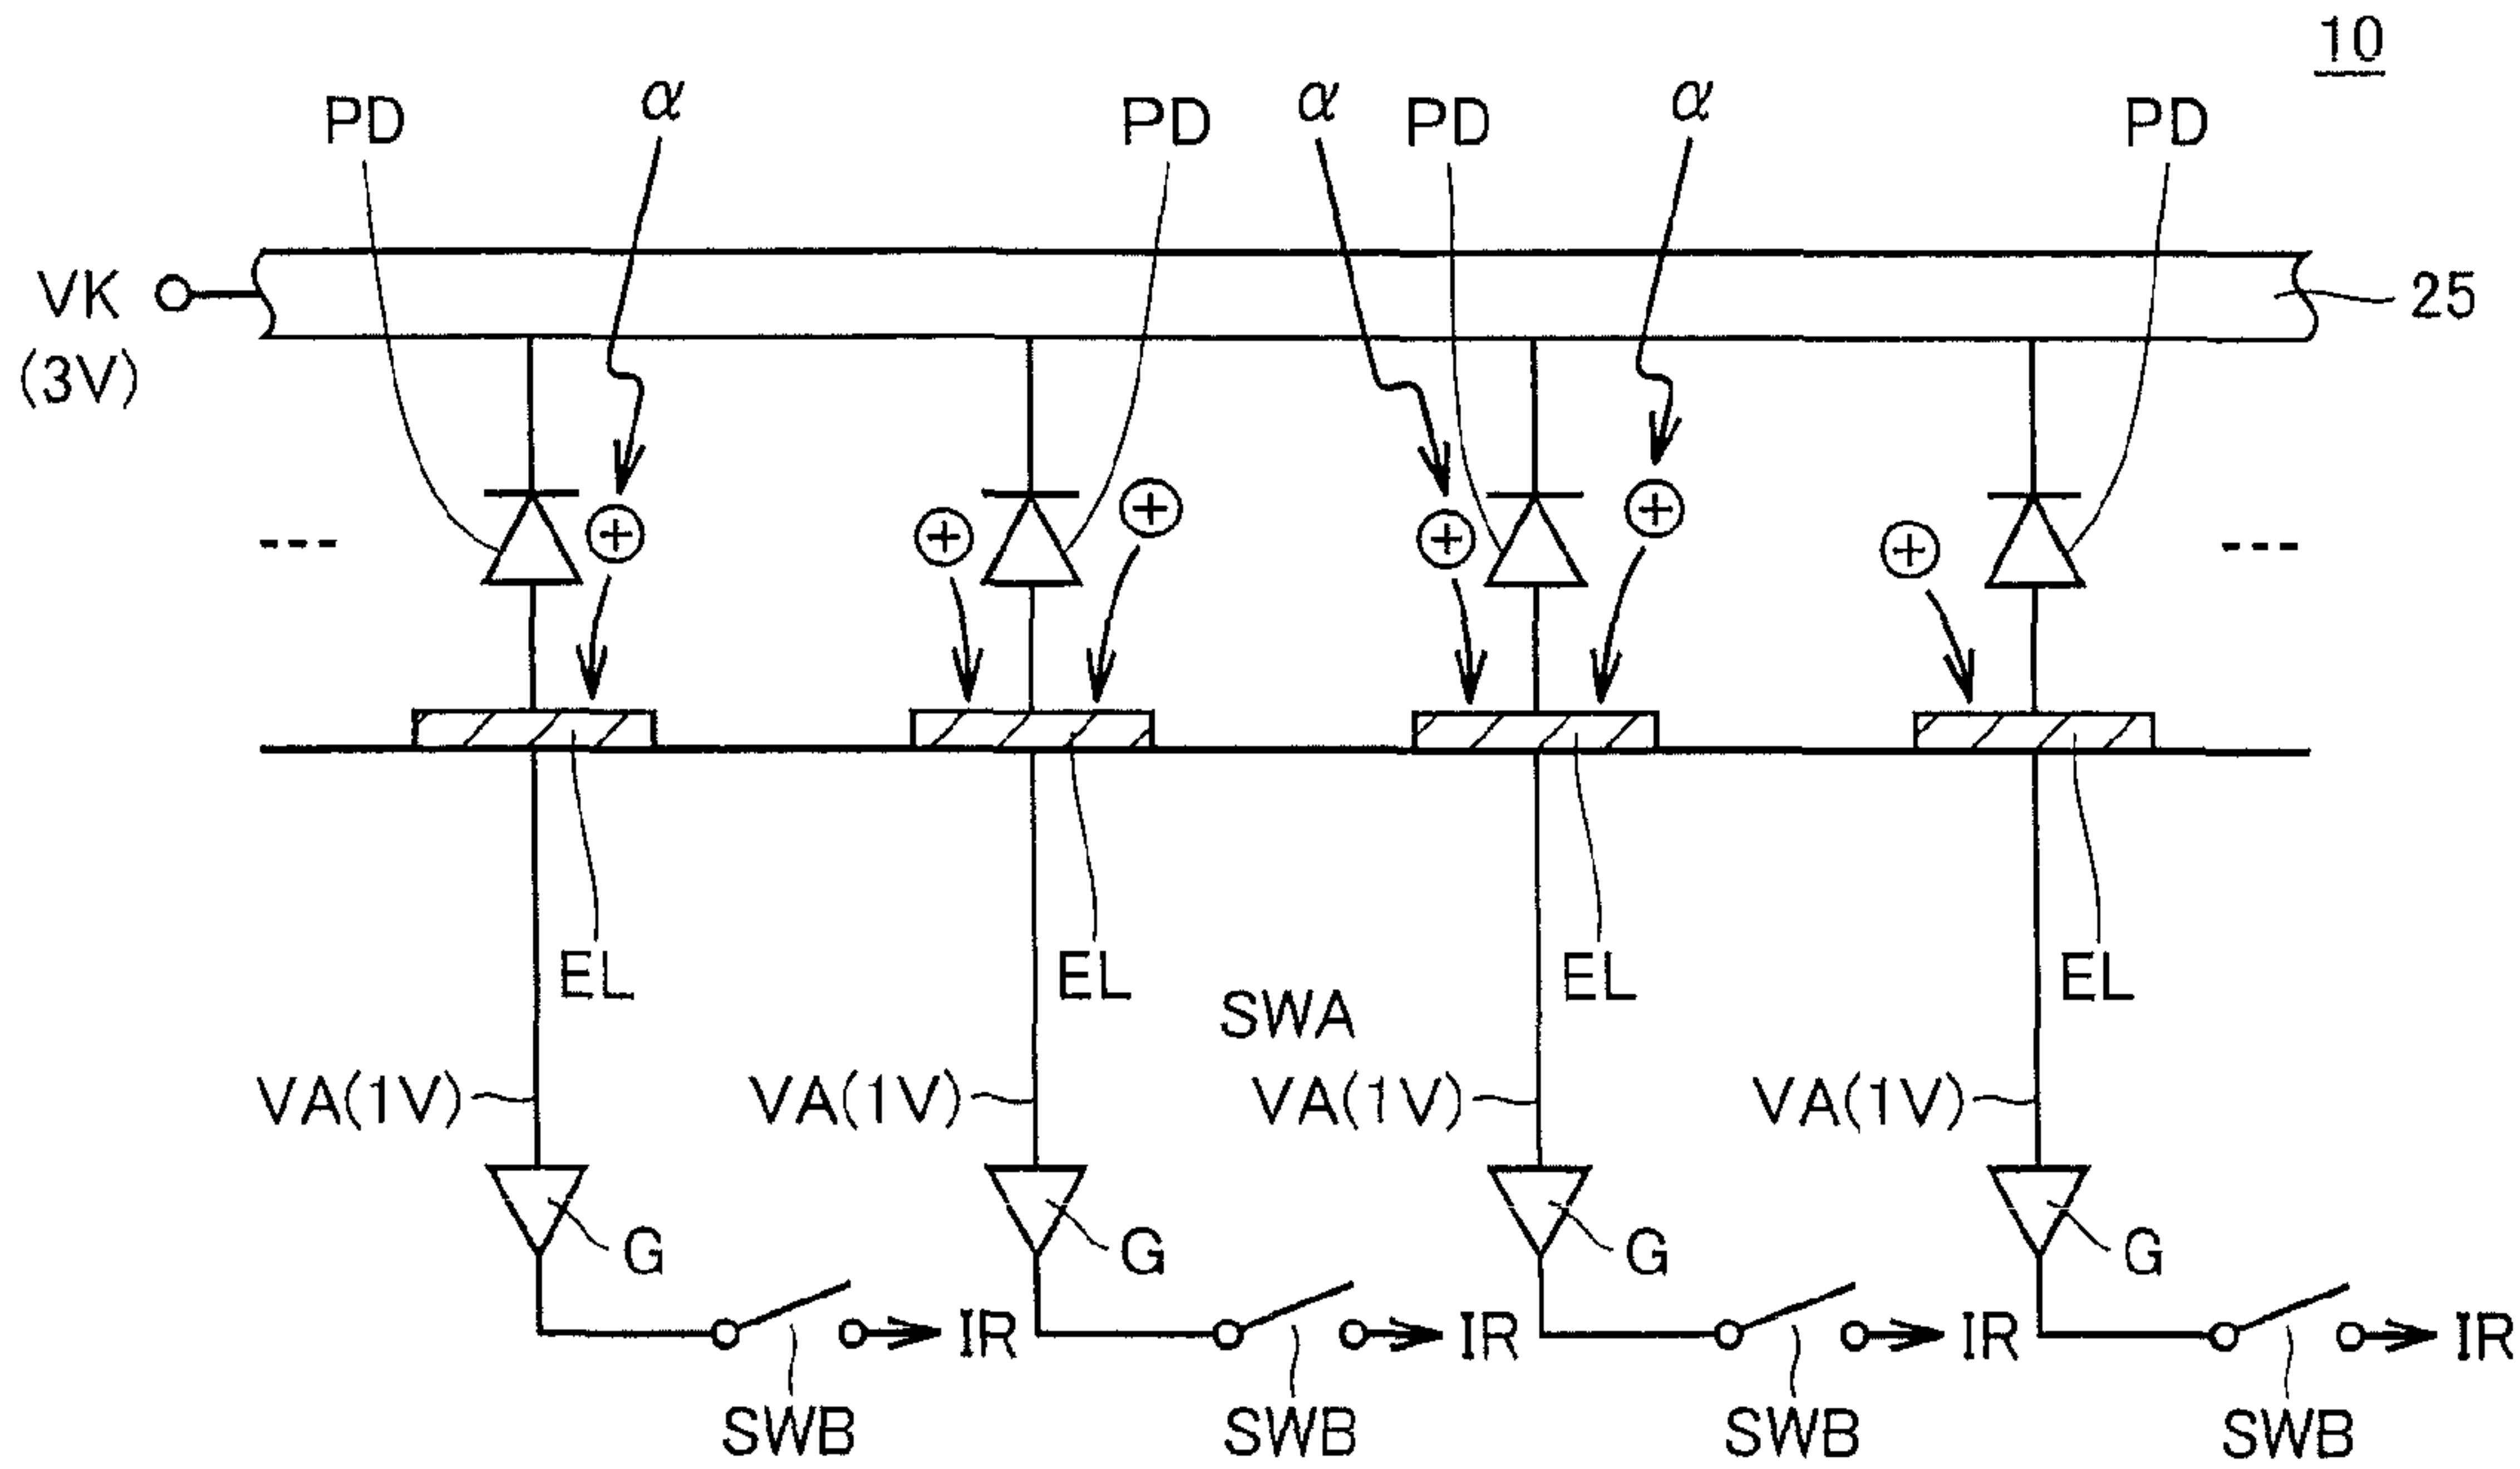 10
PD α PD α PD α PD
VK
25
(3V)
---
---
EL EL EL EL
SWA
VA(1V) VA(1V) VA(1V) VA(1V)
G G G G
IR IR IR IR
SWB SWB SWB SWB